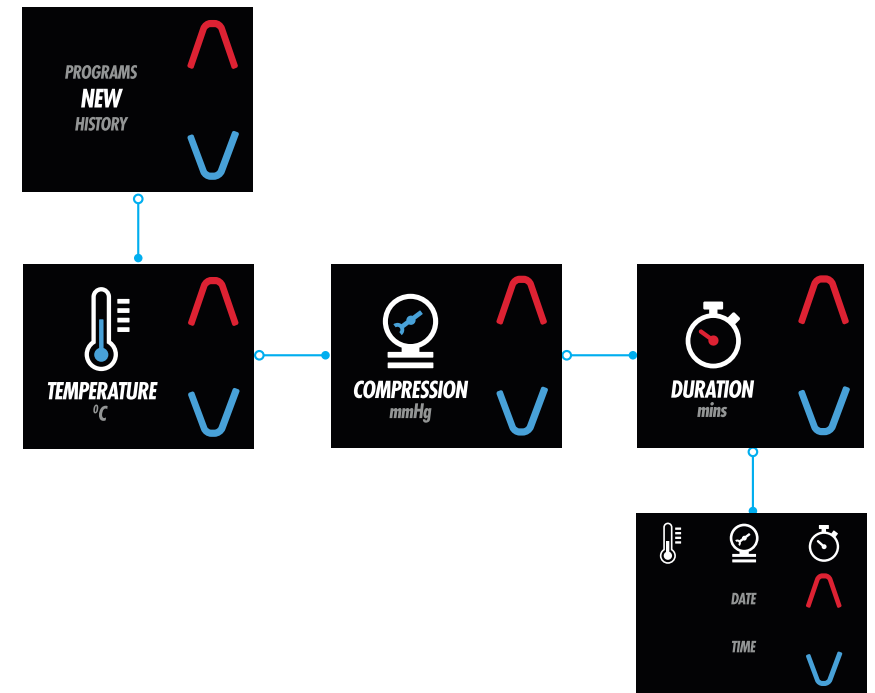 PROGRAMS
NEW
HISTORY
TEMPERATURE
⁰C
COMPRESSION
mmHg
DURATION
mins
DATE
TIME